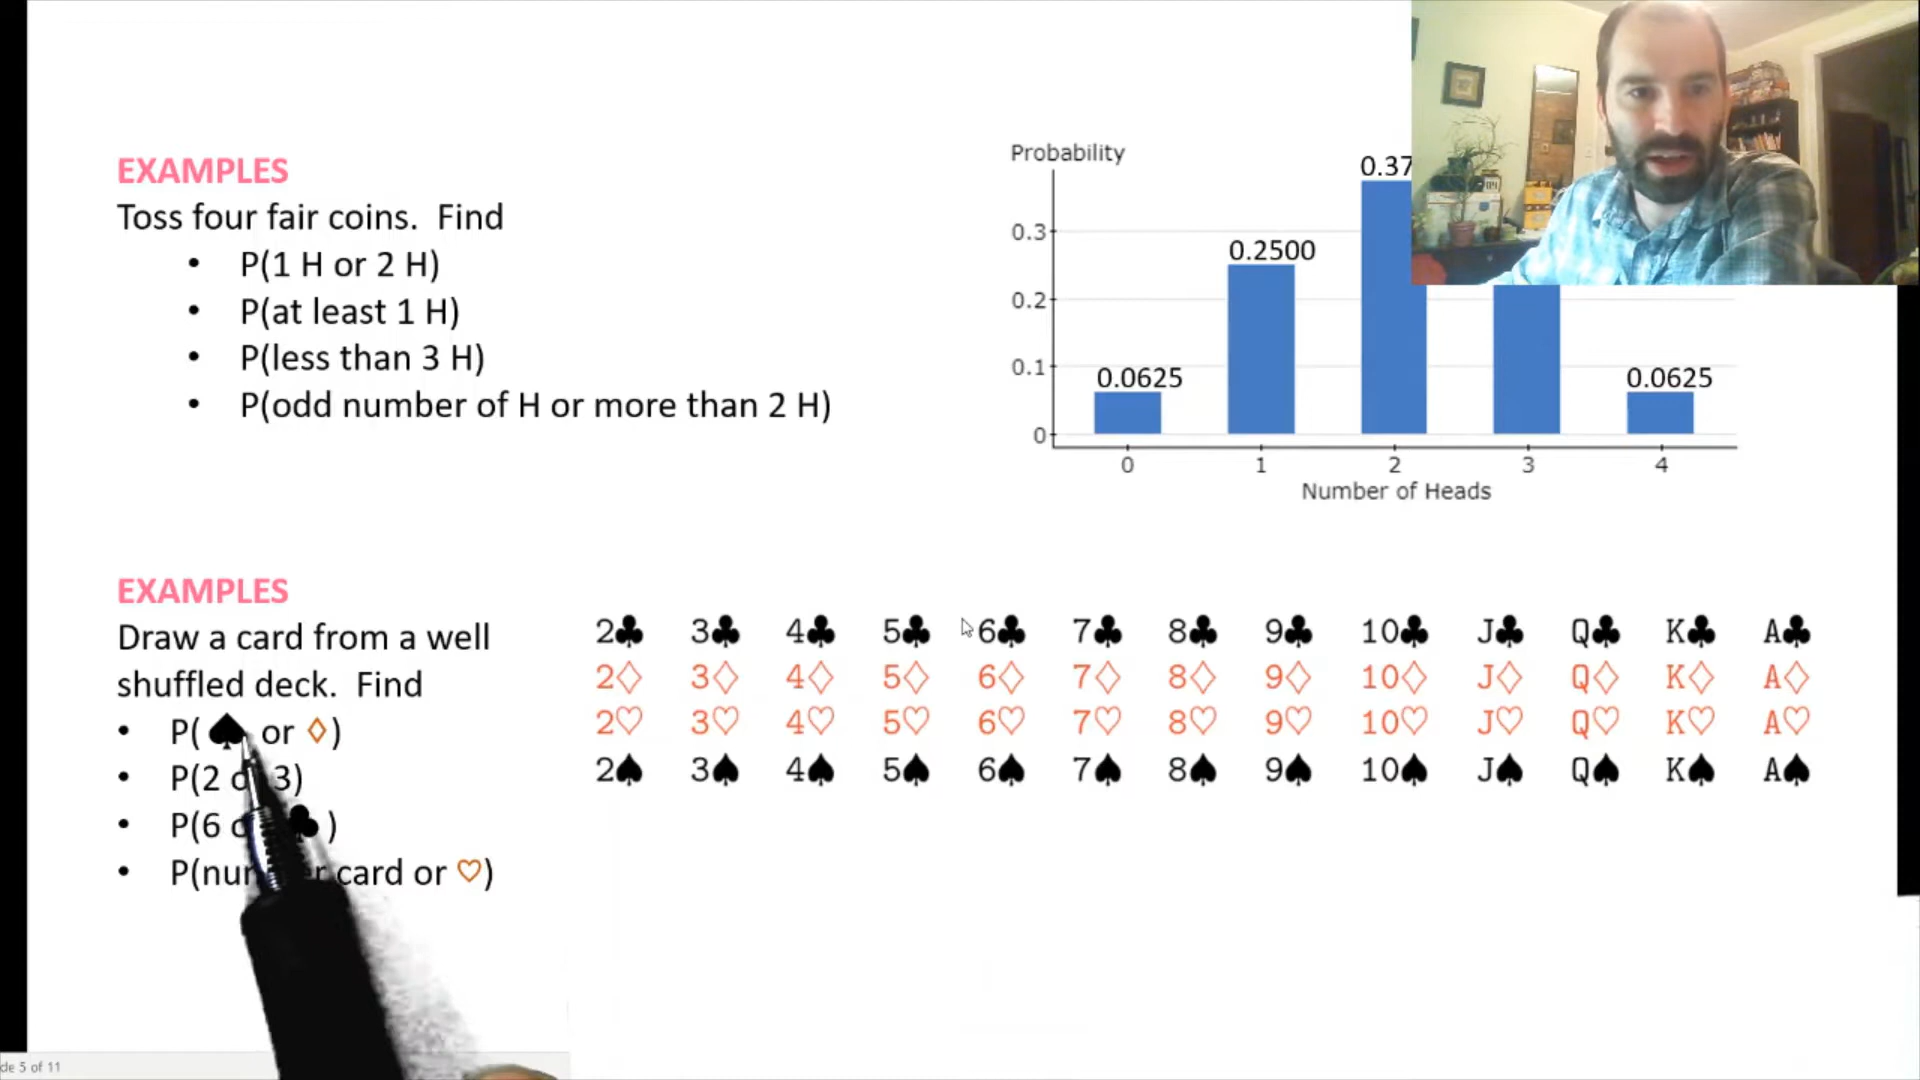 EXAMPLES
Toss four fair coins. Find
• P(1 H or 2 H)
• P(at least 1 H)
• P(less than 3 H)
• P(odd number of H or more than 2 H)
Probability
0.37
0.3
0.2500
0.2
0.1
0.0625
0.0625
0
0 1 2 3 4
Number of Heads
EXAMPLES
Draw a card from a well
shuffled deck. Find
• P( ♠ or ♢)
• P(2 3)
• P(6 ♣ )
• P( card or ♡)
2♣ 3♣ 4♣ 5♣ 6♣ 7♣ 8♣ 9♣ 10♣ J♣ Q♣ K♣ A♣
2♢ 3♢ 4♢ 5♢ 6♢ 7♢ 8♢ 9♢ 10♢ J♢ Q♢ K♢ A♢
2♡ 3♡ 4♡ 5♡ 6♡ 7♡ 8♡ 9♡ 10♡ J♡ Q♡ K♡ A♡
2♠ 3♠ 4♠ 5♠ 6♠ 7♠ 8♠ 9♠ 10♠ J♠ Q♠ K♠ A♠
de 5 of 11